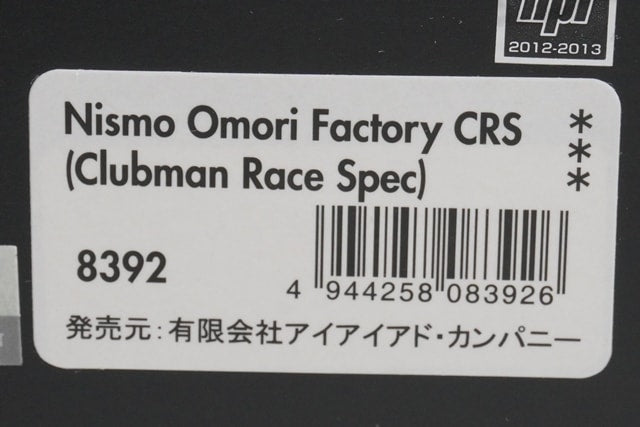 hpi
2012-2013
Nismo Omori Factory CRS ***
(Clubman Race Spec)
8392
4 944258 083926
発売元:有限会社アイアイアド・カンパニー